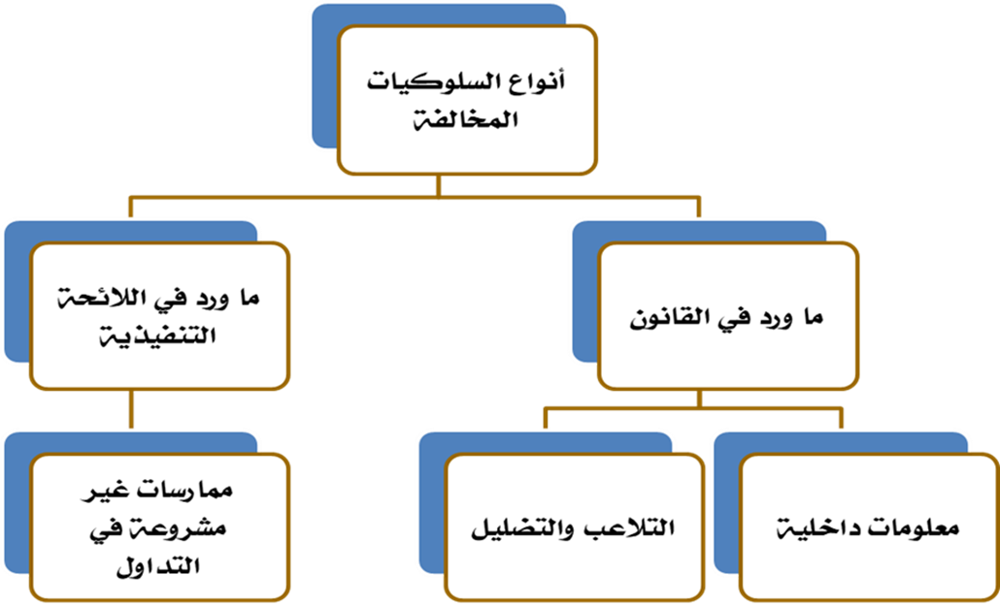 أنواع السلوكيات
المخالفة
ما ورد في القانون
ما ورد في اللائحة
التنفيذية
معلومات داخلية
التلاعب والتضليل
ممارسات غير
مشروعة في
التداول